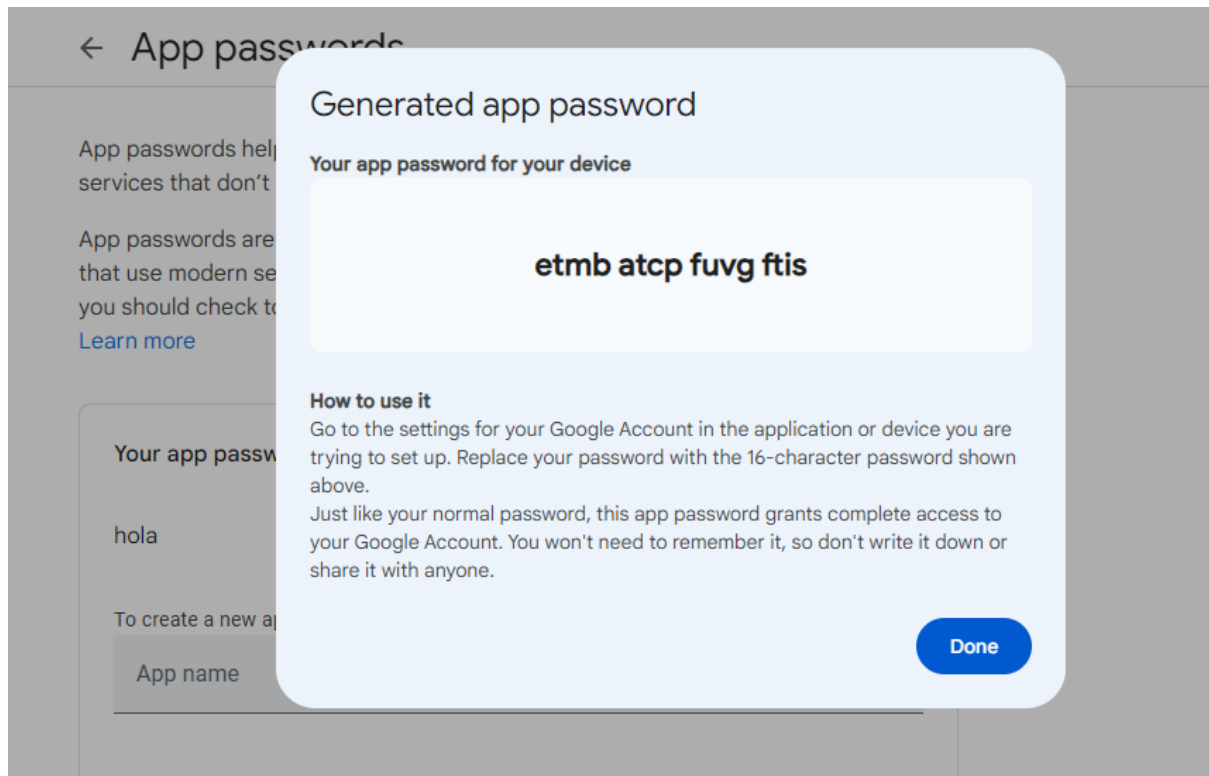 App passwords
Generated app password
App passwords help
services that don't
Your app password for your device
etmb atcp fuvg ftis
App passwords are
that use modern se
you should check to
Learn more
How to use it
Go to the settings for your Google Account in the application or device you are
trying to set up. Replace your password with the 16-character password shown
above.
Just like your normal password, this app password grants complete access to
your Google Account. You won't need to remember it, so don't write it down or
share it with anyone.
Your app passw
hola
To create a new ap
App name
Done